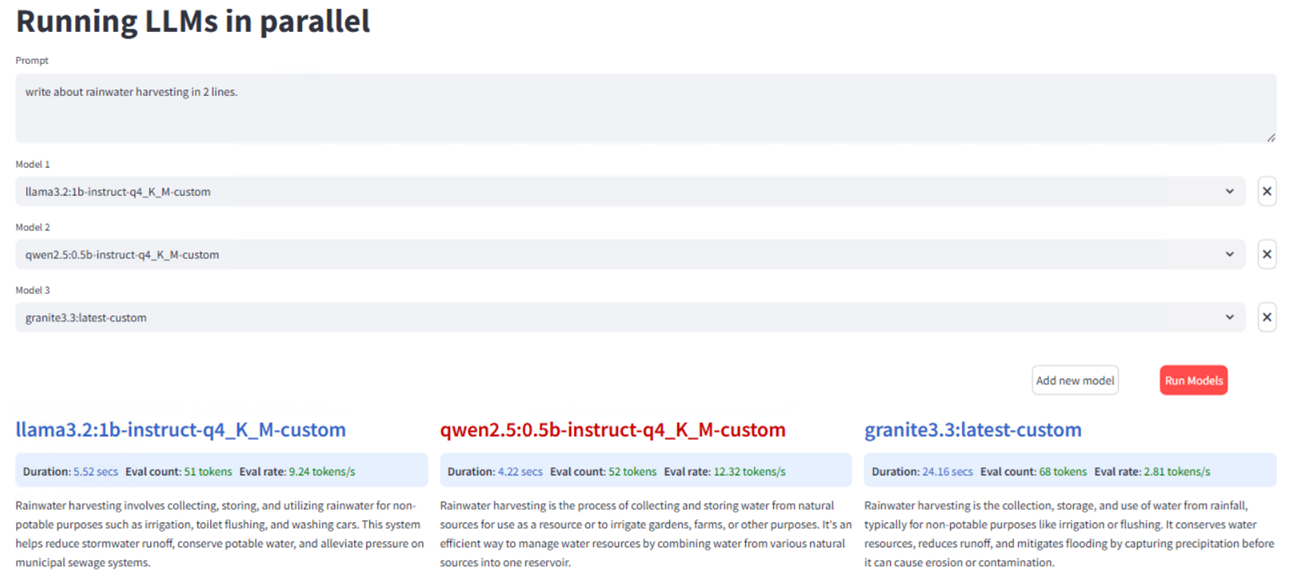 Running LLMs in parallel
Prompt
write about rainwater harvesting in 2 lines.
Model 1
llama3.2:1b-instruct-q4_K_M-custom
Model 2
qwen2.5:0.5b-instruct-q4_K_M-custom
Model 3
granite3.3:latest-custom
Add new model
Run Models
llama3.2:1b-instruct-q4_K_M-custom
Duration: 5.52 secs Eval count: 51 tokens Eval rate: 9.24 tokens/s
Rainwater harvesting involves collecting, storing, and utilizing rainwater for non-
potable purposes such as irrigation, toilet flushing, and washing cars. This system
helps reduce stormwater runoff, conserve potable water, and alleviate pressure on
municipal sewage systems.
qwen2.5:0.5b-instruct-q4_K_M-custom
Duration: 4.22 secs Eval count: 52 tokens Eval rate: 12.32 tokens/s
Rainwater harvesting is the process of collecting and storing water from natural
sources for use as a resource or to irrigate gardens, farms, or other purposes. It's an
efficient way to manage water resources by combining water from various natural
sources into one reservoir.
granite3.3:latest-custom
Duration: 24.16 secs Eval count: 68 tokens Eval rate: 2.81 tokens/s
Rainwater harvesting is the collection, storage, and use of water from rainfall,
typically for non-potable purposes like irrigation or flushing. It conserves water
resources, reduces runoff, and mitigates flooding by capturing precipitation before
it can cause erosion or contamination.